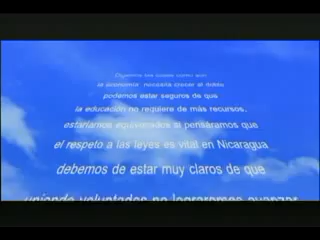 Digamos las cosas como son
la economía necesita crecer el doble
podemos estar seguros de que
la educación no requiere de más recursos.
estaríamos equivocados si pensáramos que
el respeto a las leyes es vital en Nicaragua
debemos de estar muy claros de que
uniendo voluntades no lograremos avanzar